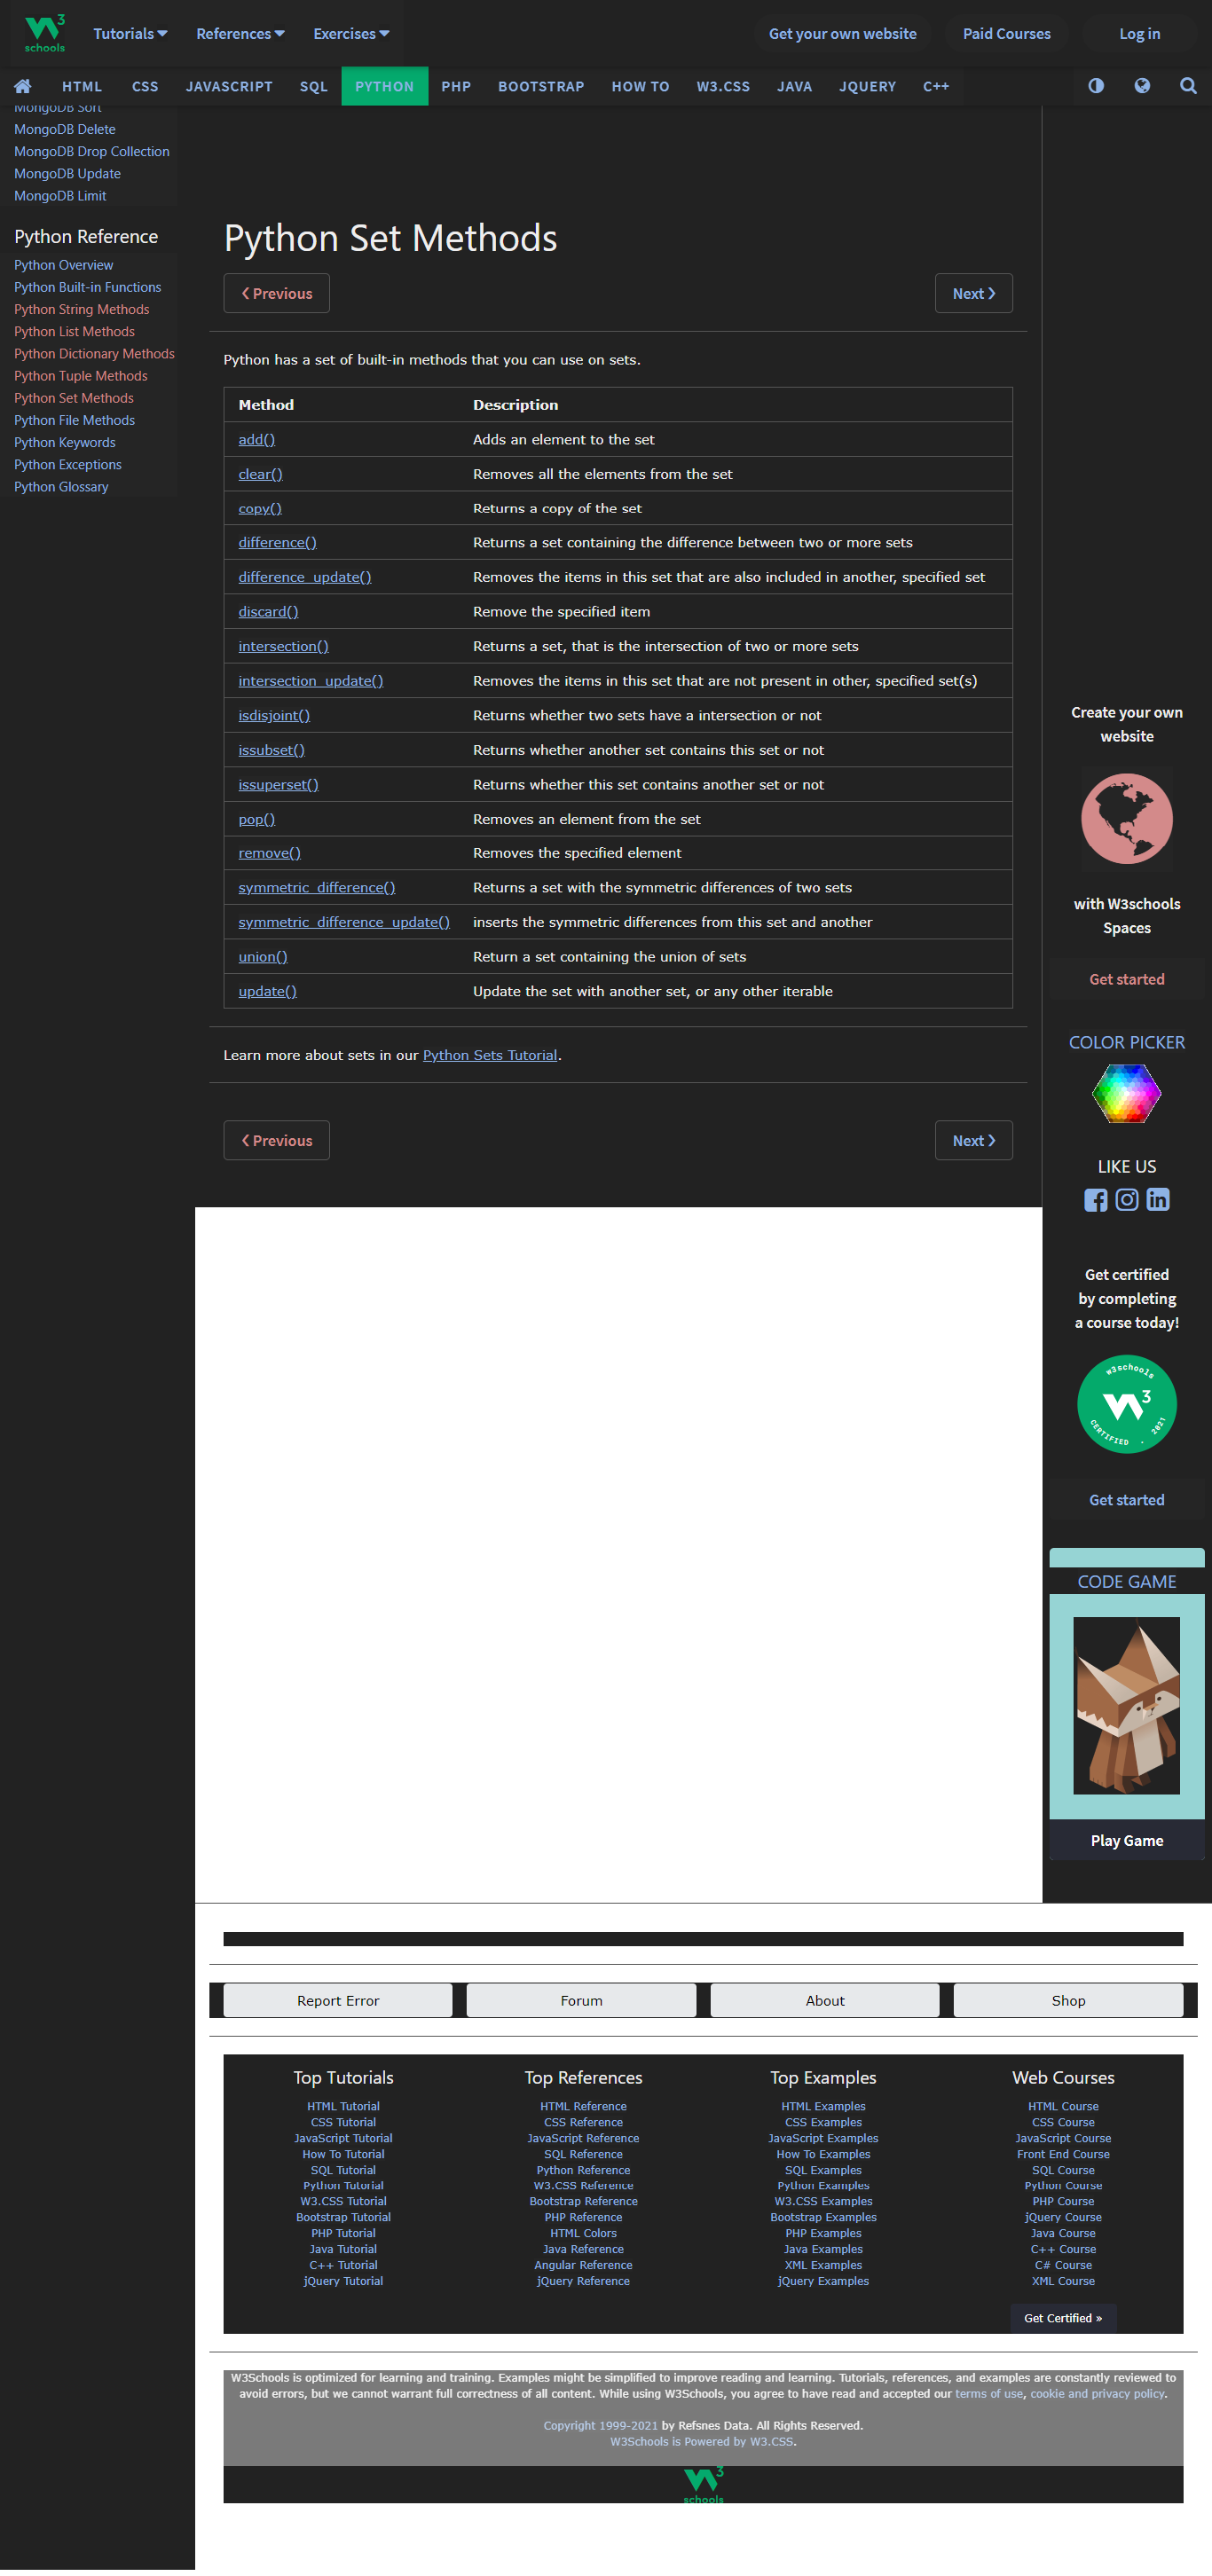 W3 schools
Tutorials References Exercises Get your own website Paid Courses Log in
HTML CSS JAVASCRIPT SQL PYTHON PHP BOOTSTRAP HOW TO W3.CSS JAVA JQUERY C++
MongoDB Sort
MongoDB Delete
MongoDB Drop Collection
MongoDB Update
MongoDB Limit
Python Reference
Python Overview
Python Built-in Functions
Python String Methods
Python List Methods
Python Dictionary Methods
Python Tuple Methods
Python Set Methods
Python File Methods
Python Keywords
Python Exceptions
Python Glossary
Python Set Methods
❮ Previous Next ❯
Python has a set of built-in methods that you can use on sets.
Method Description
add() Adds an element to the set
clear() Removes all the elements from the set
copy() Returns a copy of the set
difference() Returns a set containing the difference between two or more sets
difference_update() Removes the items in this set that are also included in another, specified set
discard() Remove the specified item
intersection() Returns a set, that is the intersection of two or more sets
intersection_update() Removes the items in this set that are not present in other, specified set(s)
isdisjoint() Returns whether two sets have a intersection or not
issubset() Returns whether another set contains this set or not
issuperset() Returns whether this set contains another set or not
pop() Removes an element from the set
remove() Removes the specified element
symmetric_difference() Returns a set with the symmetric differences of two sets
symmetric_difference_update() inserts the symmetric differences from this set and another
union() Return a set containing the union of sets
update() Update the set with another set, or any other iterable
Learn more about sets in our Python Sets Tutorial.
❮ Previous Next ❯
Create your own
website
with W3schools
Spaces
Get started
COLOR PICKER
LIKE US
Get certified
by completing
a course today!
w3schools
W3
CERTIFIED . 2021
Get started
CODE GAME
Play Game
Report Error Forum About Shop
Top Tutorials
HTML Tutorial
CSS Tutorial
JavaScript Tutorial
How To Tutorial
SQL Tutorial
Python Tutorial
W3.CSS Tutorial
Bootstrap Tutorial
PHP Tutorial
Java Tutorial
C++ Tutorial
jQuery Tutorial
Top References
HTML Reference
CSS Reference
JavaScript Reference
SQL Reference
Python Reference
W3.CSS Reference
Bootstrap Reference
PHP Reference
HTML Colors
Java Reference
Angular Reference
jQuery Reference
Top Examples
HTML Examples
CSS Examples
JavaScript Examples
How To Examples
SQL Examples
Python Examples
W3.CSS Examples
Bootstrap Examples
PHP Examples
Java Examples
XML Examples
jQuery Examples
Web Courses
HTML Course
CSS Course
JavaScript Course
Front End Course
SQL Course
Python Course
PHP Course
jQuery Course
Java Course
C++ Course
C# Course
XML Course
Get Certified »
W3Schools is optimized for learning and training. Examples might be simplified to improve reading and learning. Tutorials, references, and examples are constantly reviewed to
avoid errors, but we cannot warrant full correctness of all content. While using W3Schools, you agree to have read and accepted our terms of use, cookie and privacy policy.
Copyright 1999-2021 by Refsnes Data. All Rights Reserved.
W3Schools is Powered by W3.CSS.
W3 schools